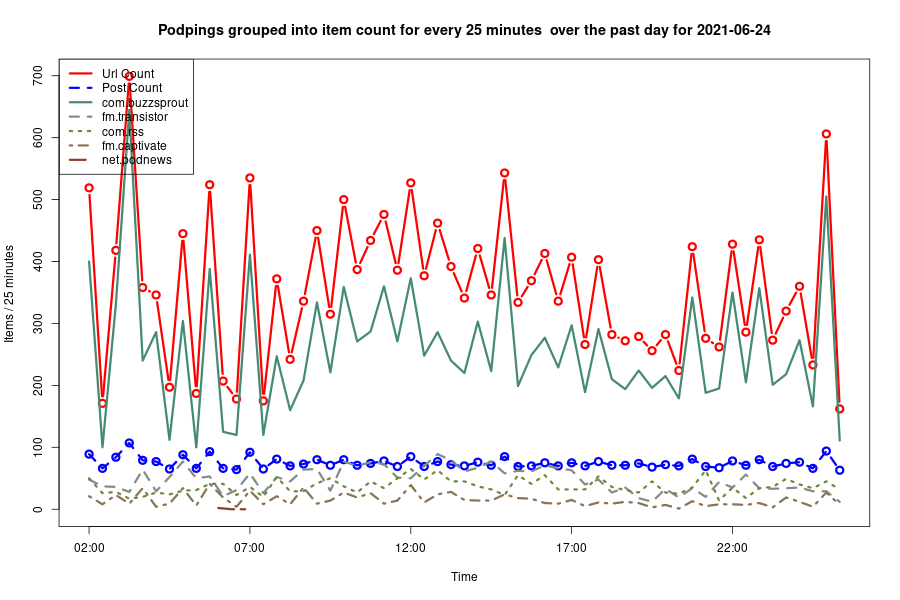 Podpings grouped into item count for every 25 minutes  over the past day for 2021-06-24
Url Count
Post Count
com.buzzsprout
fm.transistor
com.rss
fm.captivate
net.podnews
Items / 25 minutes
700
600
500
400
300
200
100
0
02:00 07:00 12:00 17:00 22:00
Time